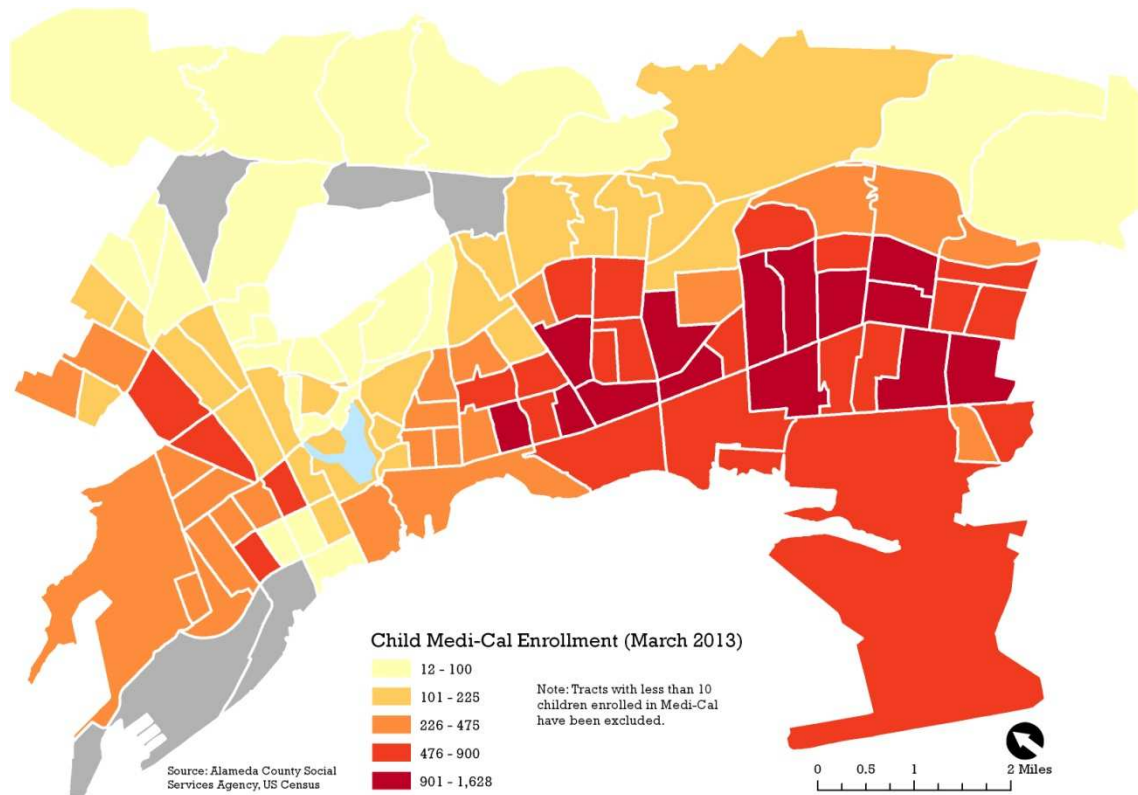 Child Medi-Cal Enrollment (March 2013)
12 - 100
101 - 225
226 - 475
476 - 900
901 - 1,628
Note: Tracts with less than 10
children enrolled in Medi-Cal
have been excluded.
Source: Alameda County Social
Services Agency, US Census
0 0.5 1 2 Miles